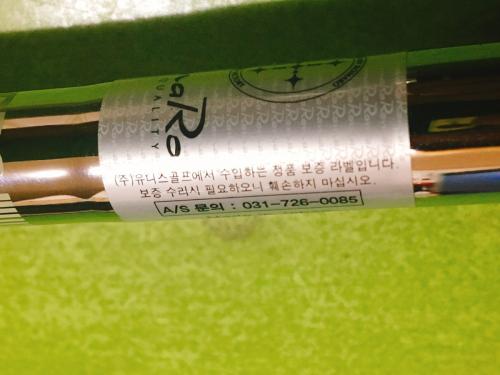 QUALITY
(주)유니스골프에서 수입하는 정품 보증 라벨입니다.
보증 수리시 필요하오니 훼손하지 마십시오.
A/S 문의 : 031-726-0085